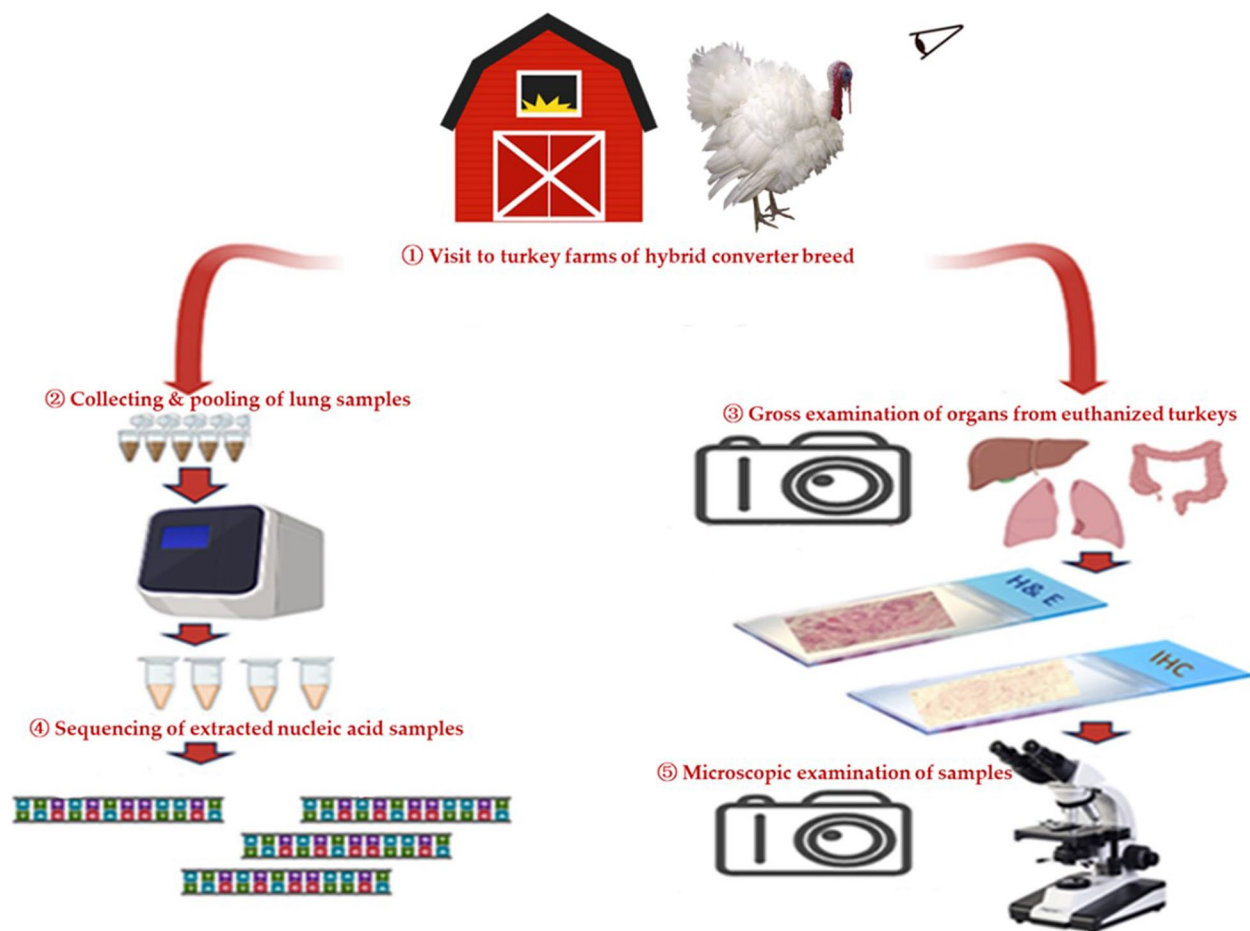 ① Visit to turkey farms of hybrid converter breed
② Collecting & pooling of lung samples
③ Gross examination of organs from euthanized turkeys
H& E
IHC
④ Sequencing of extracted nucleic acid samples
⑤ Microscopic examination of samples